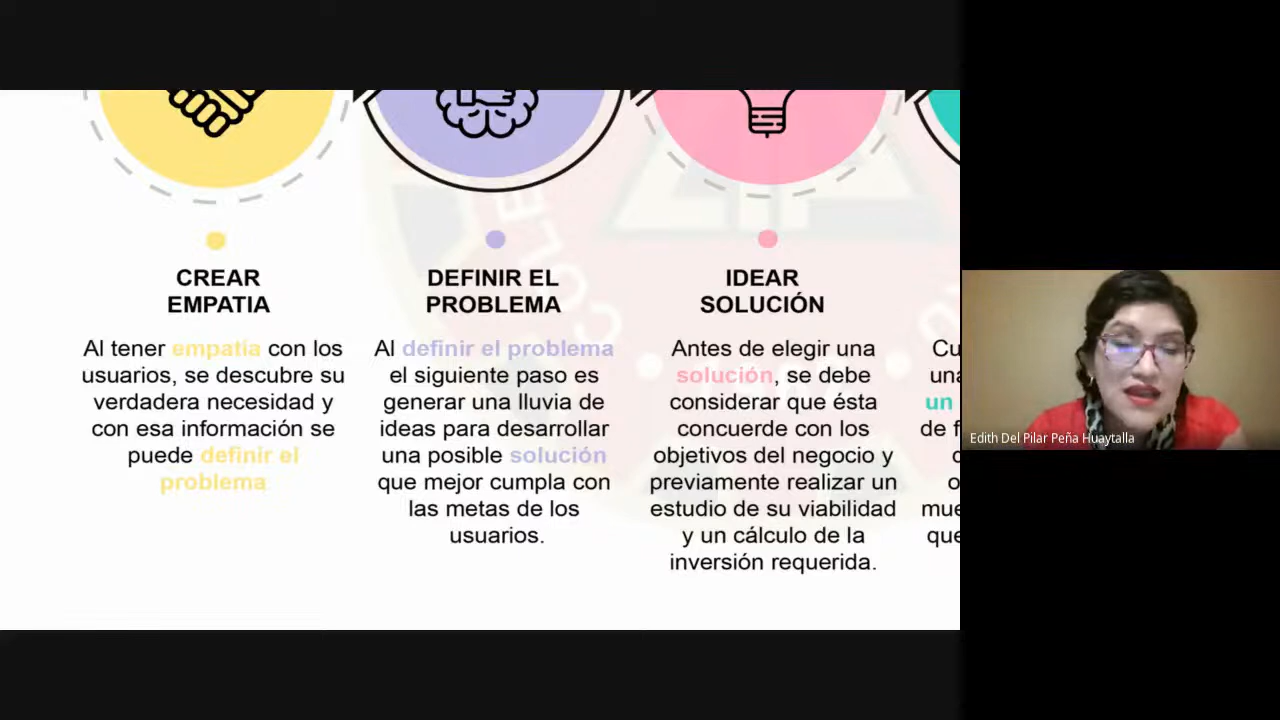 CREAR
EMPATIA
Al tener empatia con los
usuarios, se descubre su
verdadera necesidad y
con esa información se
puede definir el
problema
DEFINIR EL
PROBLEMA
Al definir el problema
el siguiente paso es
generar una lluvia de
ideas para desarrollar
una posible solución
que mejor cumpla con
las metas de los
usuarios.
IDEAR
SOLUCIÓN
Antes de elegir una
solución, se debe
considerar que ésta
concuerde con los
objetivos del negocio y
previamente realizar un
estudio de su viabilidad
y un cálculo de la
inversión requerida.
un
Edith Del Pilar Peña Huaytalla